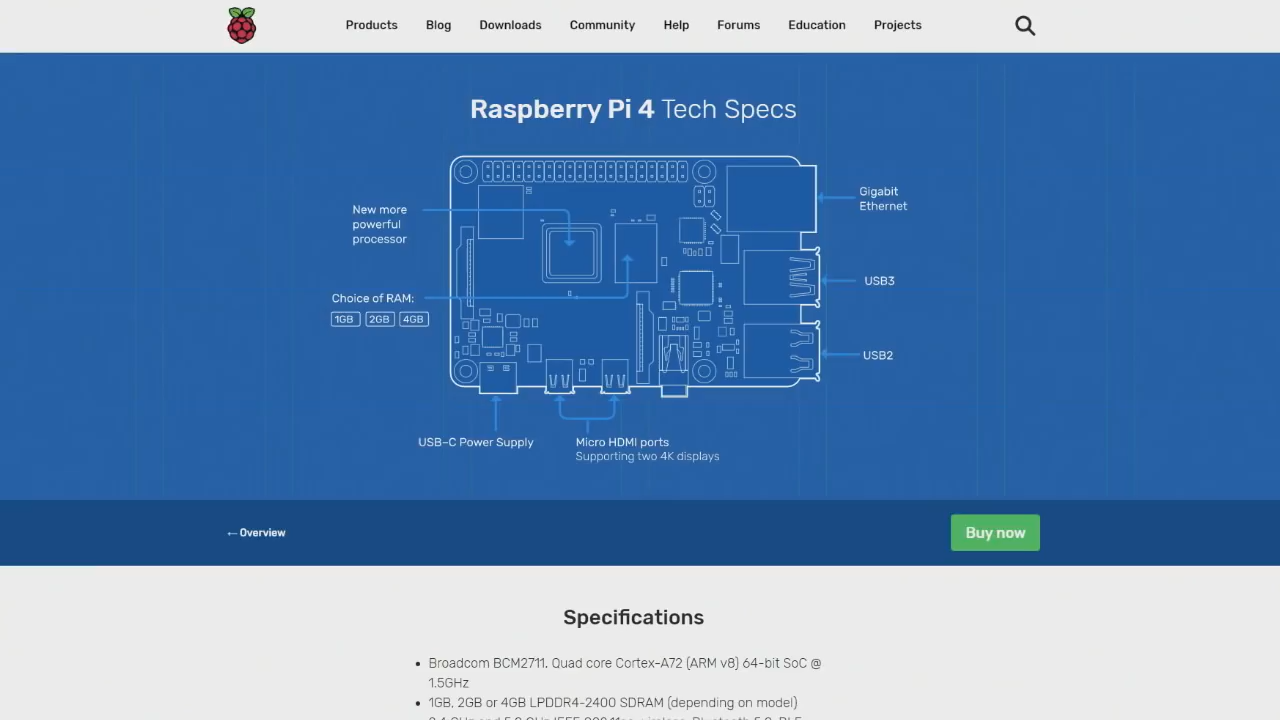 Products Blog Downloads Community Help Forums Education Projects
Raspberry Pi 4 Tech Specs
Gigabit
Ethernet
New more
powerful
processor
USB3
Choice of RAM:
1GB 2GB 4GB
USB2
USB-C Power Supply
Micro HDMI ports
Supporting two 4K displays
←Overview
Buy now
Specifications
• Broadcom BCM2711, Quad core Cortex-A72 (ARM v8) 64-bit SoC @
1.5GHz
• 1GB, 2GB or 4GB LPDDR4-2400 SDRAM (depending on model)